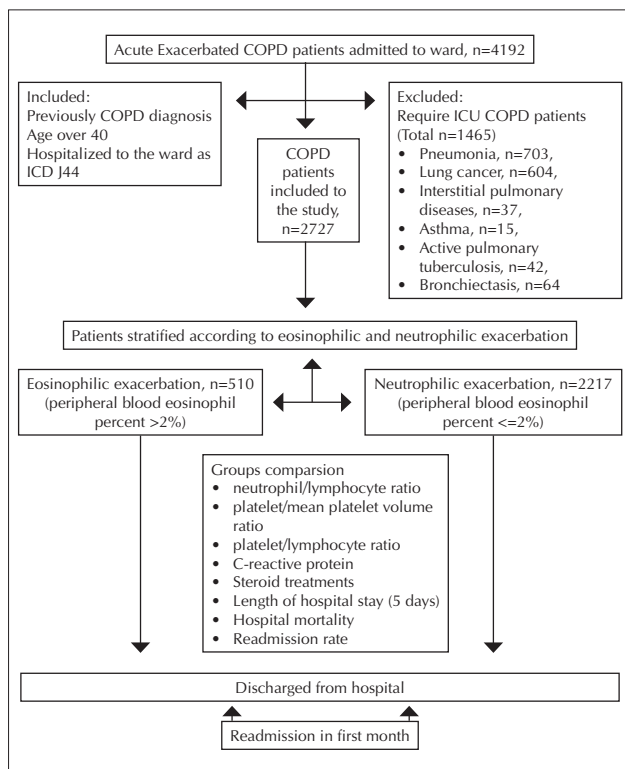 Acute Exacerbated COPD patients admitted to ward, n=4192
Included:
Previously COPD diagnosis
Age over 40
Hospitalized to the ward as
ICD J44
COPD
patients
included to
the study,
n=2727
Excluded:
Require ICU COPD patients
(Total n=1465)
• Pneumonia, n=703,
• Lung cancer, n=604,
• Interstitial pulmonary
diseases, n=37,
• Asthma, n=15,
• Active pulmonary
tuberculosis, n=42,
• Bronchiectasis, n=64
Patients stratified according to eosinophilic and neutrophilic exacerbation
Eosinophilic exacerbation, n=510
(peripheral blood eosinophil
percent >2%)
Neutrophilic exacerbation, n=2217
(peripheral blood eosinophil
percent <=2%)
Groups comparsion
• neutrophil/lymphocyte ratio
• platelet/mean platelet volume
ratio
• platelet/lymphocyte ratio
• C-reactive protein
• Steroid treatments
• Length of hospital stay (5 days)
• Hospital mortality
• Readmission rate
Discharged from hospital
Readmission in first month